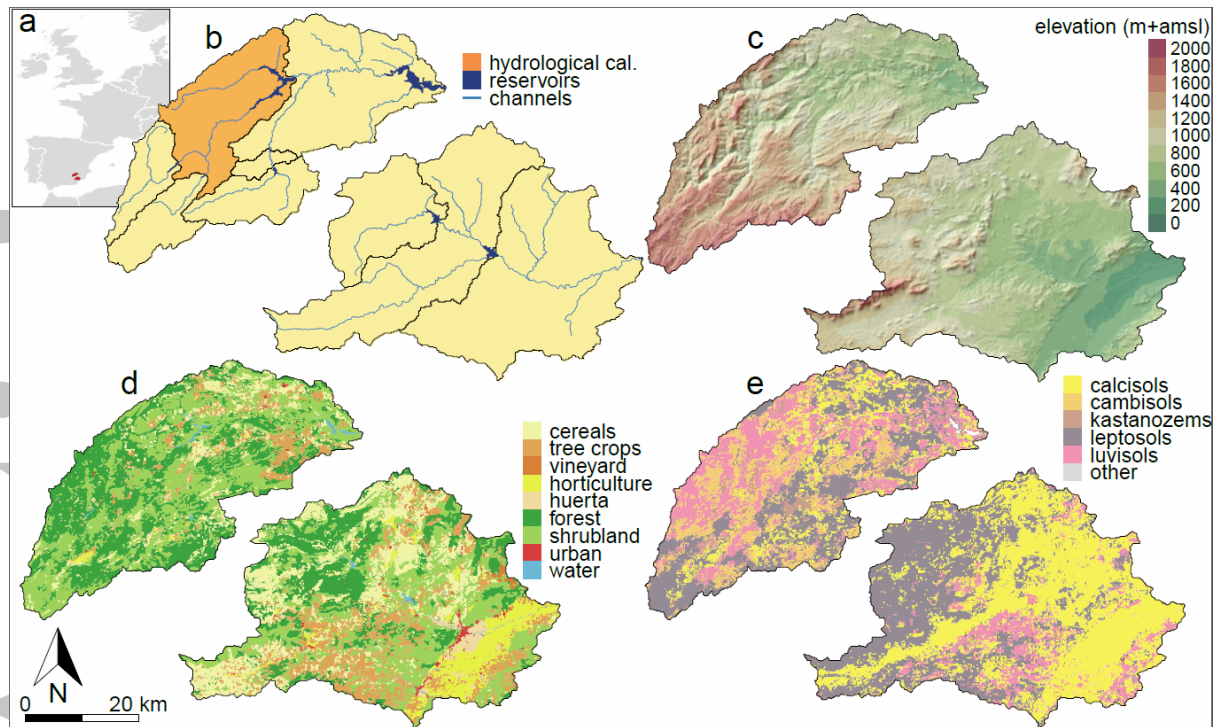 a
b
hydrological cal.
reservoirs
channels
c
elevation (m+amsl)
2000
1800
1600
1400
1200
1000
800
600
400
200
0
d
cereals
tree crops
vineyard
horticulture
huerta
forest
shrubland
urban
water
e
calcisols
cambisols
kastanozems
leptosols
luvisols
other
N
0 20 km